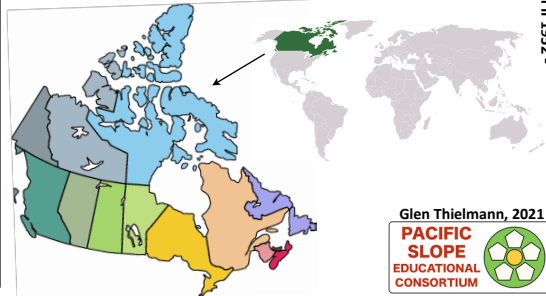 Glen Thielmann, 2021
PACIFIC
SLOPE
EDUCATIONAL
CONSORTIUM